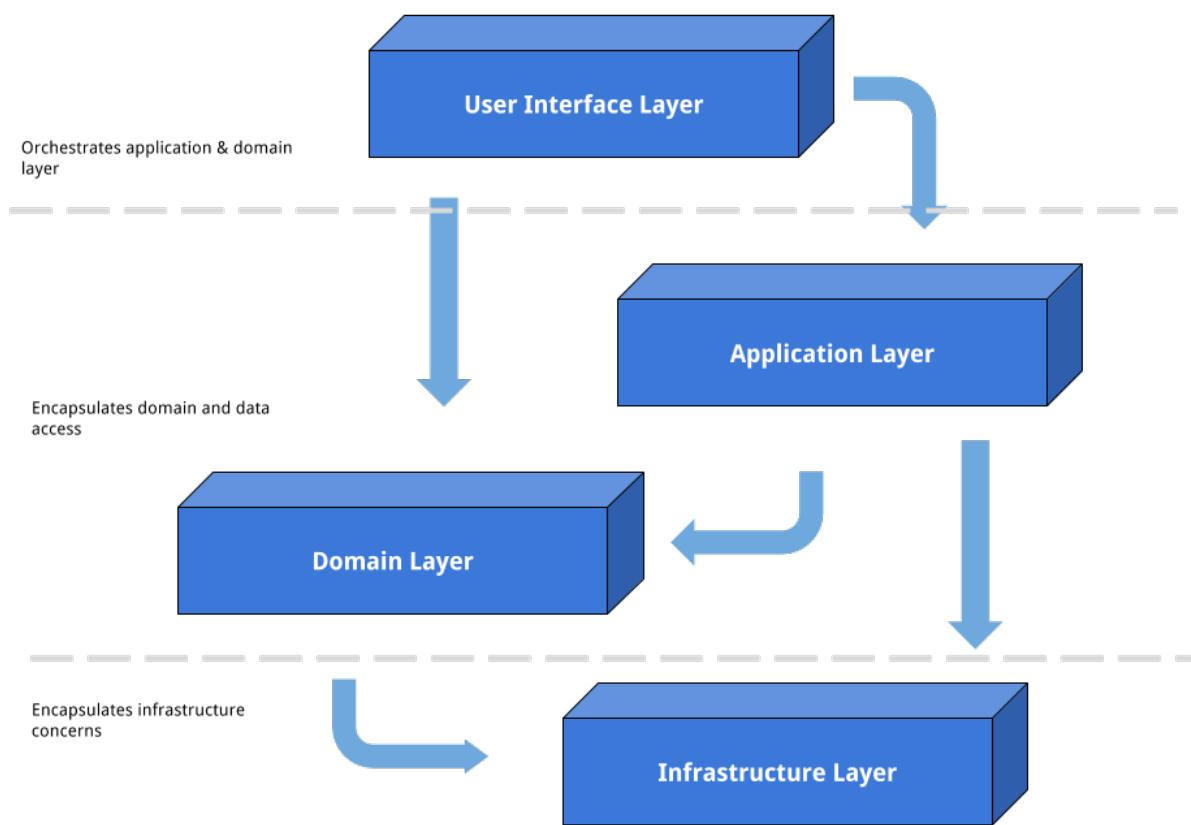 User Interface Layer
Orchestrates application & domain
layer
Application Layer
Encapsulates domain and data
access
Domain Layer
Encapsulates infrastructure
concerns
Infrastructure Layer